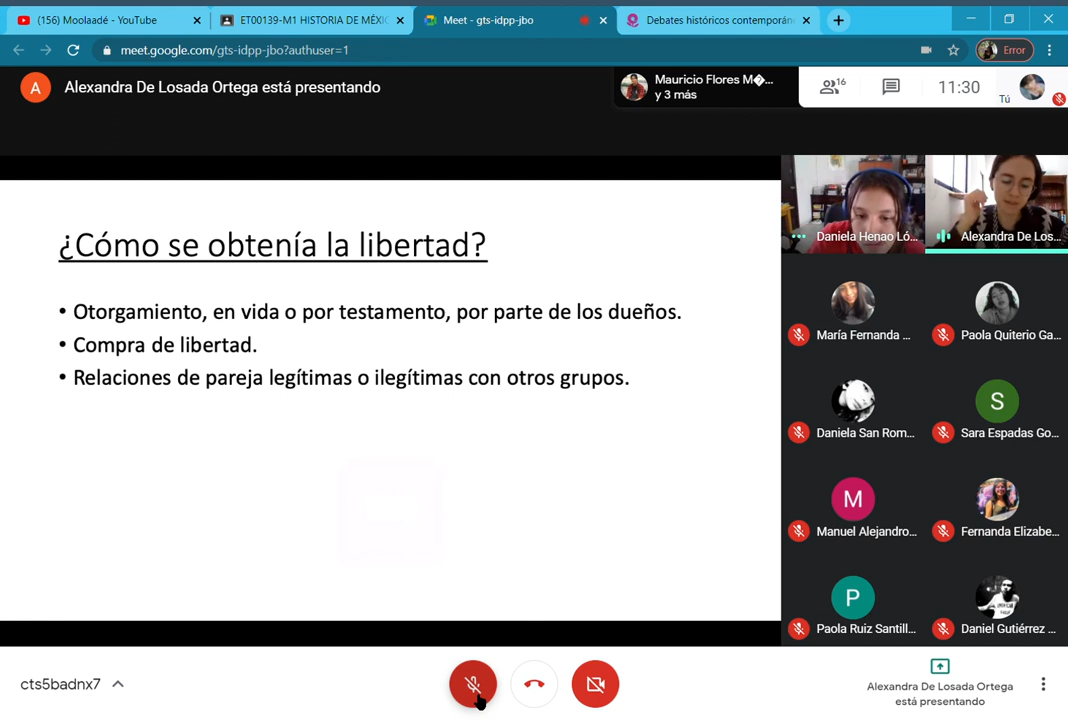 (156) Moolaadé - YouTube
ET00139-M1 HISTORIA DE MÉXI
Meet - gts-idpp-jbo
Debates históricos contemporán
meet.google.com/gts-idpp-jbo?authuser=1
Error
A
Alexandra De Losada Ortega está presentando
Mauricio Flores M�...
y 3 más
16
11:30
Tú
¿Cómo se obtenía la libertad?
• Otorgamiento, en vida o por testamento, por parte de los dueños.
• Compra de libertad.
• Relaciones de pareja legítimas o ilegítimas con otros grupos.
Daniela Henao Ló...
Alexandra De Los...
María Fernanda ...
Paola Quiterio Ga...
Daniela San Rom...
S
Sara Espadas Go...
M
Manuel Alejandro...
Fernanda Elizabe...
P
Paola Ruiz Santill...
Daniel Gutiérrez ...
cts5badnx7
Alexandra De Losada Ortega
está presentando